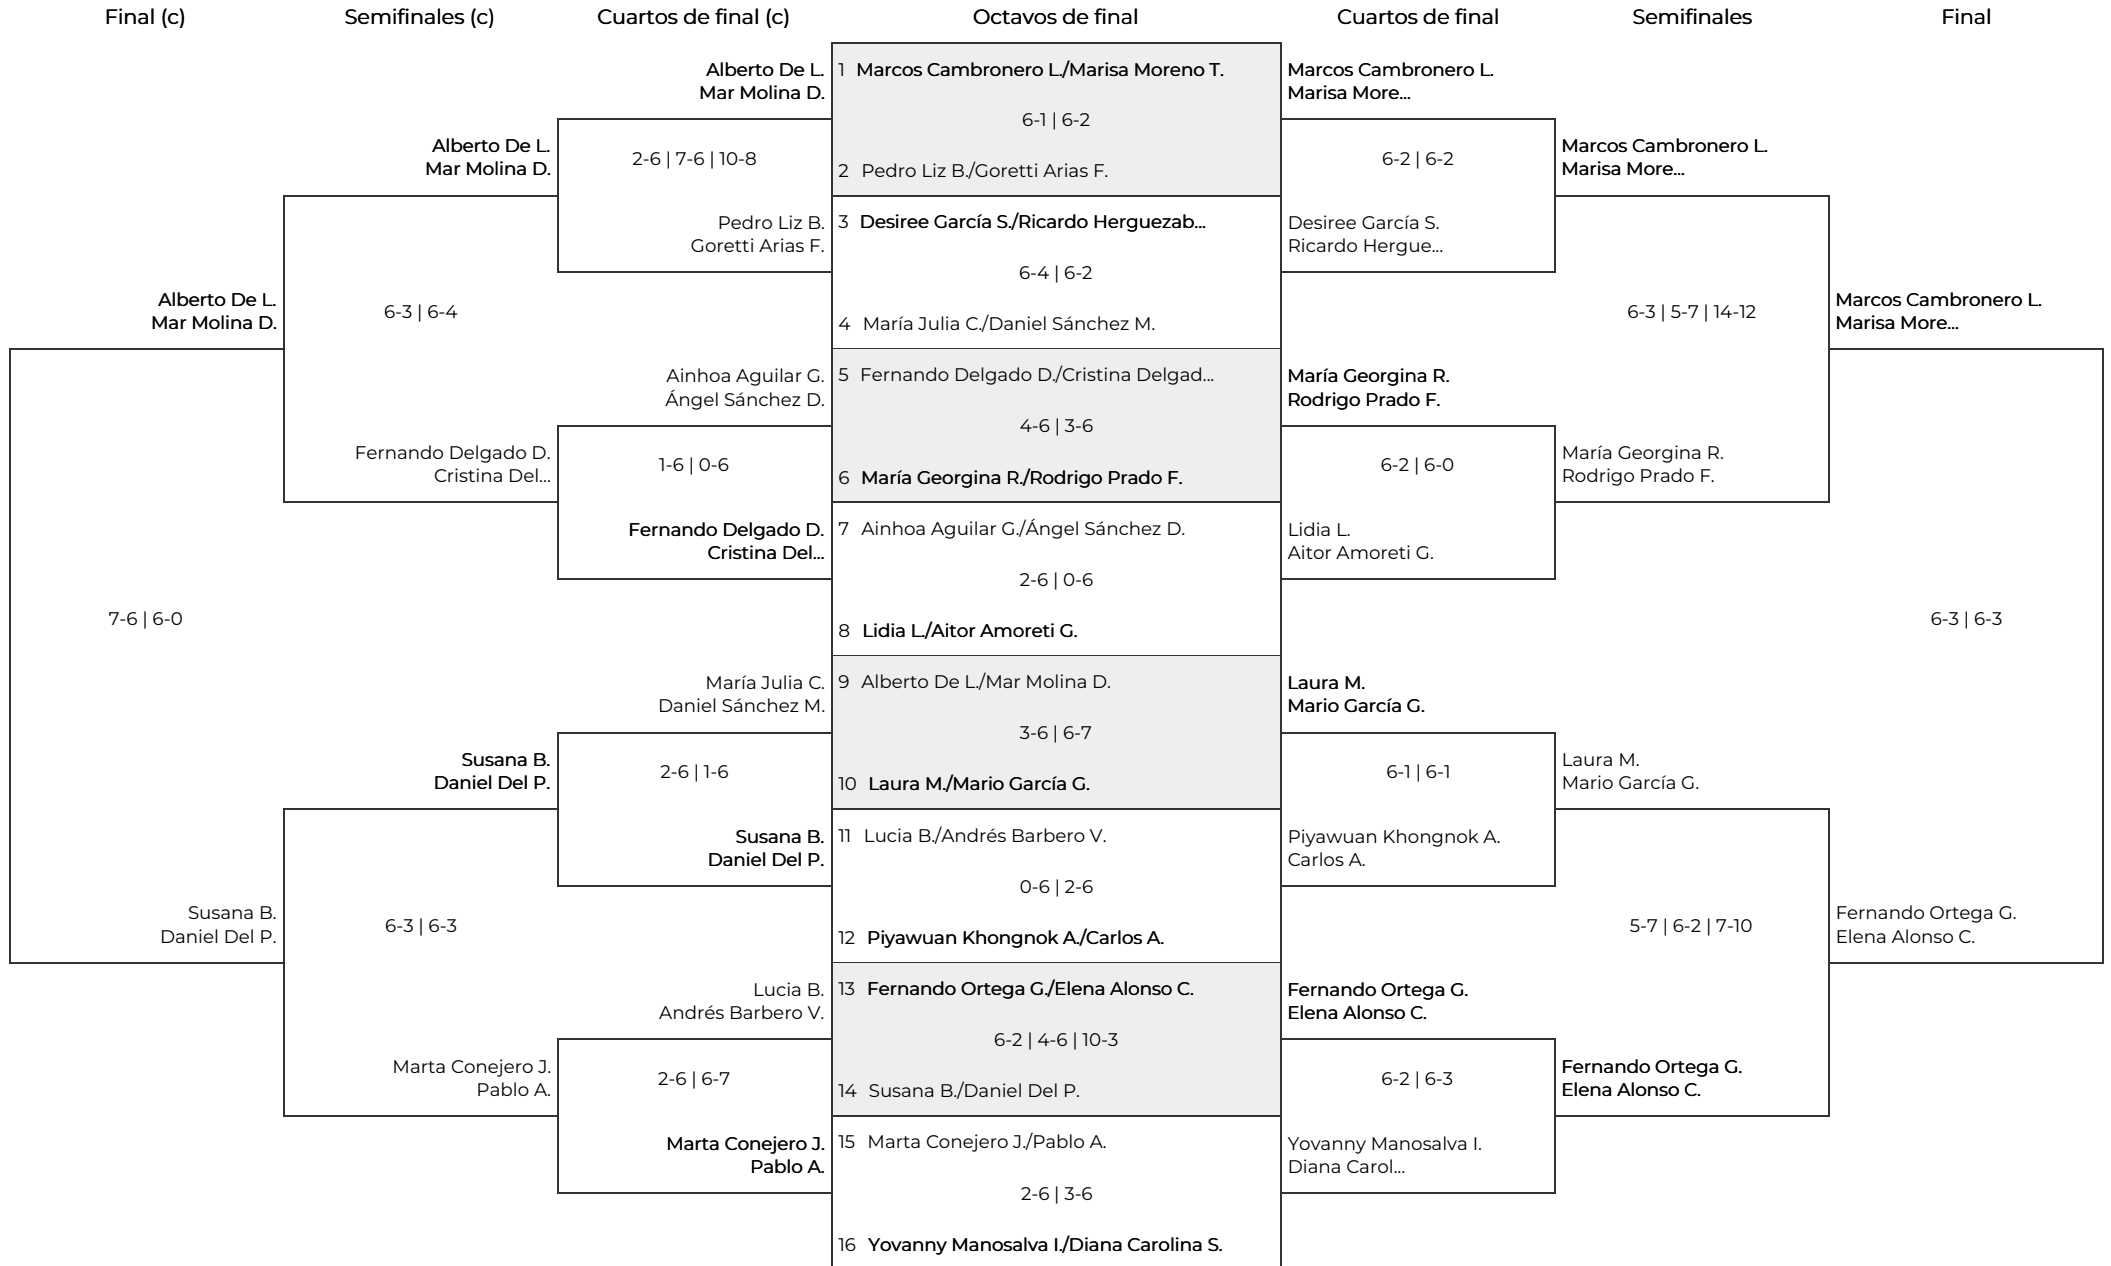 Final (c)
Semifinales (c)
Cuartos de final (c)
Octavos de final
Cuartos de final
Semifinales
Final
Alberto De L.
Mar Molina D.
7-6 | 6-0
Susana B.
Daniel Del P.
Alberto De L.
Mar Molina D.
6-3 | 6-4
Fernando Delgado D.
Cristina Del...
Susana B.
Daniel Del P.
6-3 | 6-3
Marta Conejero J.
Pablo A.
Alberto De L.
Mar Molina D.
2-6 | 7-6 | 10-8
Pedro Liz B.
Goretti Arias F.
Ainhoa Aguilar G.
Ángel Sánchez D.
1-6 | 0-6
Fernando Delgado D.
Cristina Del...
María Julia C.
Daniel Sánchez M.
2-6 | 1-6
Susana B.
Daniel Del P.
Lucia B.
Andrés Barbero V.
2-6 | 6-7
Marta Conejero J.
Pablo A.
1 Marcos Cambronero L./Marisa Moreno T.
6-1 | 6-2
2 Pedro Liz B./Goretti Arias F.
3 Desiree García S./Ricardo Herguezab...
6-4 | 6-2
4 María Julia C./Daniel Sánchez M.
5 Fernando Delgado D./Cristina Delgad...
4-6 | 3-6
6 María Georgina R./Rodrigo Prado F.
7 Ainhoa Aguilar G./Ángel Sánchez D.
2-6 | 0-6
8 Lidia L./Aitor Amoreti G.
9 Alberto De L./Mar Molina D.
3-6 | 6-7
10 Laura M./Mario García G.
11 Lucia B./Andrés Barbero V.
0-6 | 2-6
12 Piyawuan Khongnok A./Carlos A.
13 Fernando Ortega G./Elena Alonso C.
6-2 | 4-6 | 10-3
14 Susana B./Daniel Del P.
15 Marta Conejero J./Pablo A.
2-6 | 3-6
16 Yovanny Manosalva I./Diana Carolina S.
Marcos Cambronero L.
Marisa More...
6-2 | 6-2
Desiree García S.
Ricardo Hergue...
María Georgina R.
Rodrigo Prado F.
6-2 | 6-0
Lidia L.
Aitor Amoreti G.
Laura M.
Mario García G.
6-1 | 6-1
Piyawuan Khongnok A.
Carlos A.
Fernando Ortega G.
Elena Alonso C.
6-2 | 6-3
Yovanny Manosalva I.
Diana Carol...
Marcos Cambronero L.
Marisa More...
6-3 | 5-7 | 14-12
María Georgina R.
Rodrigo Prado F.
Laura M.
Mario García G.
5-7 | 6-2 | 7-10
Fernando Ortega G.
Elena Alonso C.
Marcos Cambronero L.
Marisa More...
6-3 | 6-3
Fernando Ortega G.
Elena Alonso C.